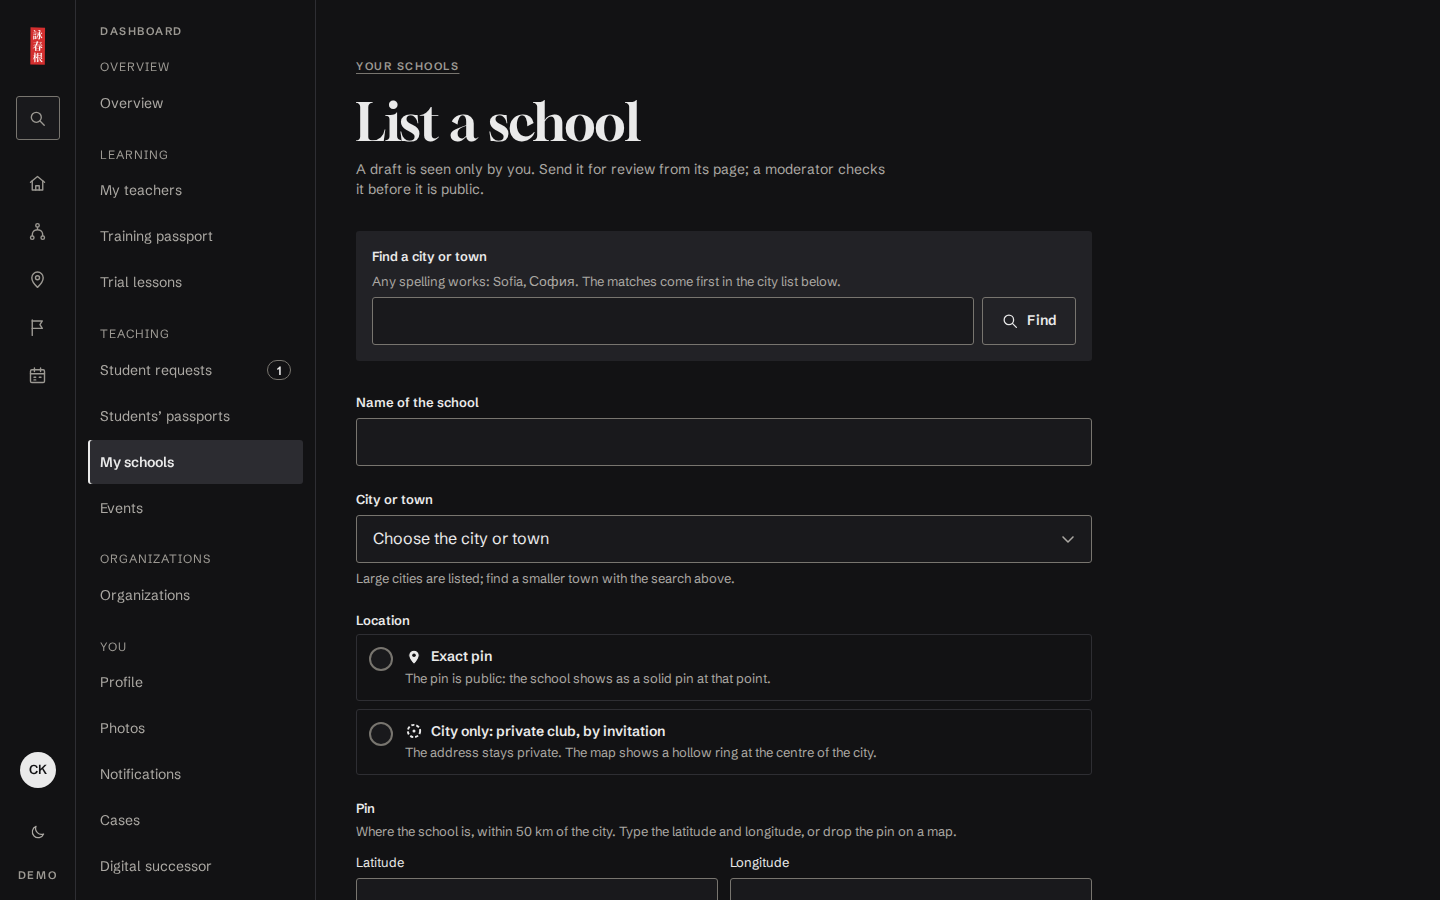 詠春根
DASHBOARD
OVERVIEW
Overview
LEARNING
My teachers
Training passport
Trial lessons
TEACHING
Student requests 1
Students’ passports
My schools
Events
ORGANIZATIONS
Organizations
YOU
Profile
Photos
Notifications
Cases
Digital successor
CK
DEMO
YOUR SCHOOLS
List a school
A draft is seen only by you. Send it for review from its page; a moderator checks
it before it is public.
Find a city or town
Any spelling works: Sofia, София. The matches come first in the city list below.
Find
Name of the school
City or town
Choose the city or town
Large cities are listed; find a smaller town with the search above.
Location
Exact pin
The pin is public: the school shows as a solid pin at that point.
City only: private club, by invitation
The address stays private. The map shows a hollow ring at the centre of the city.
Pin
Where the school is, within 50 km of the city. Type the latitude and longitude, or drop the pin on a map.
Latitude Longitude